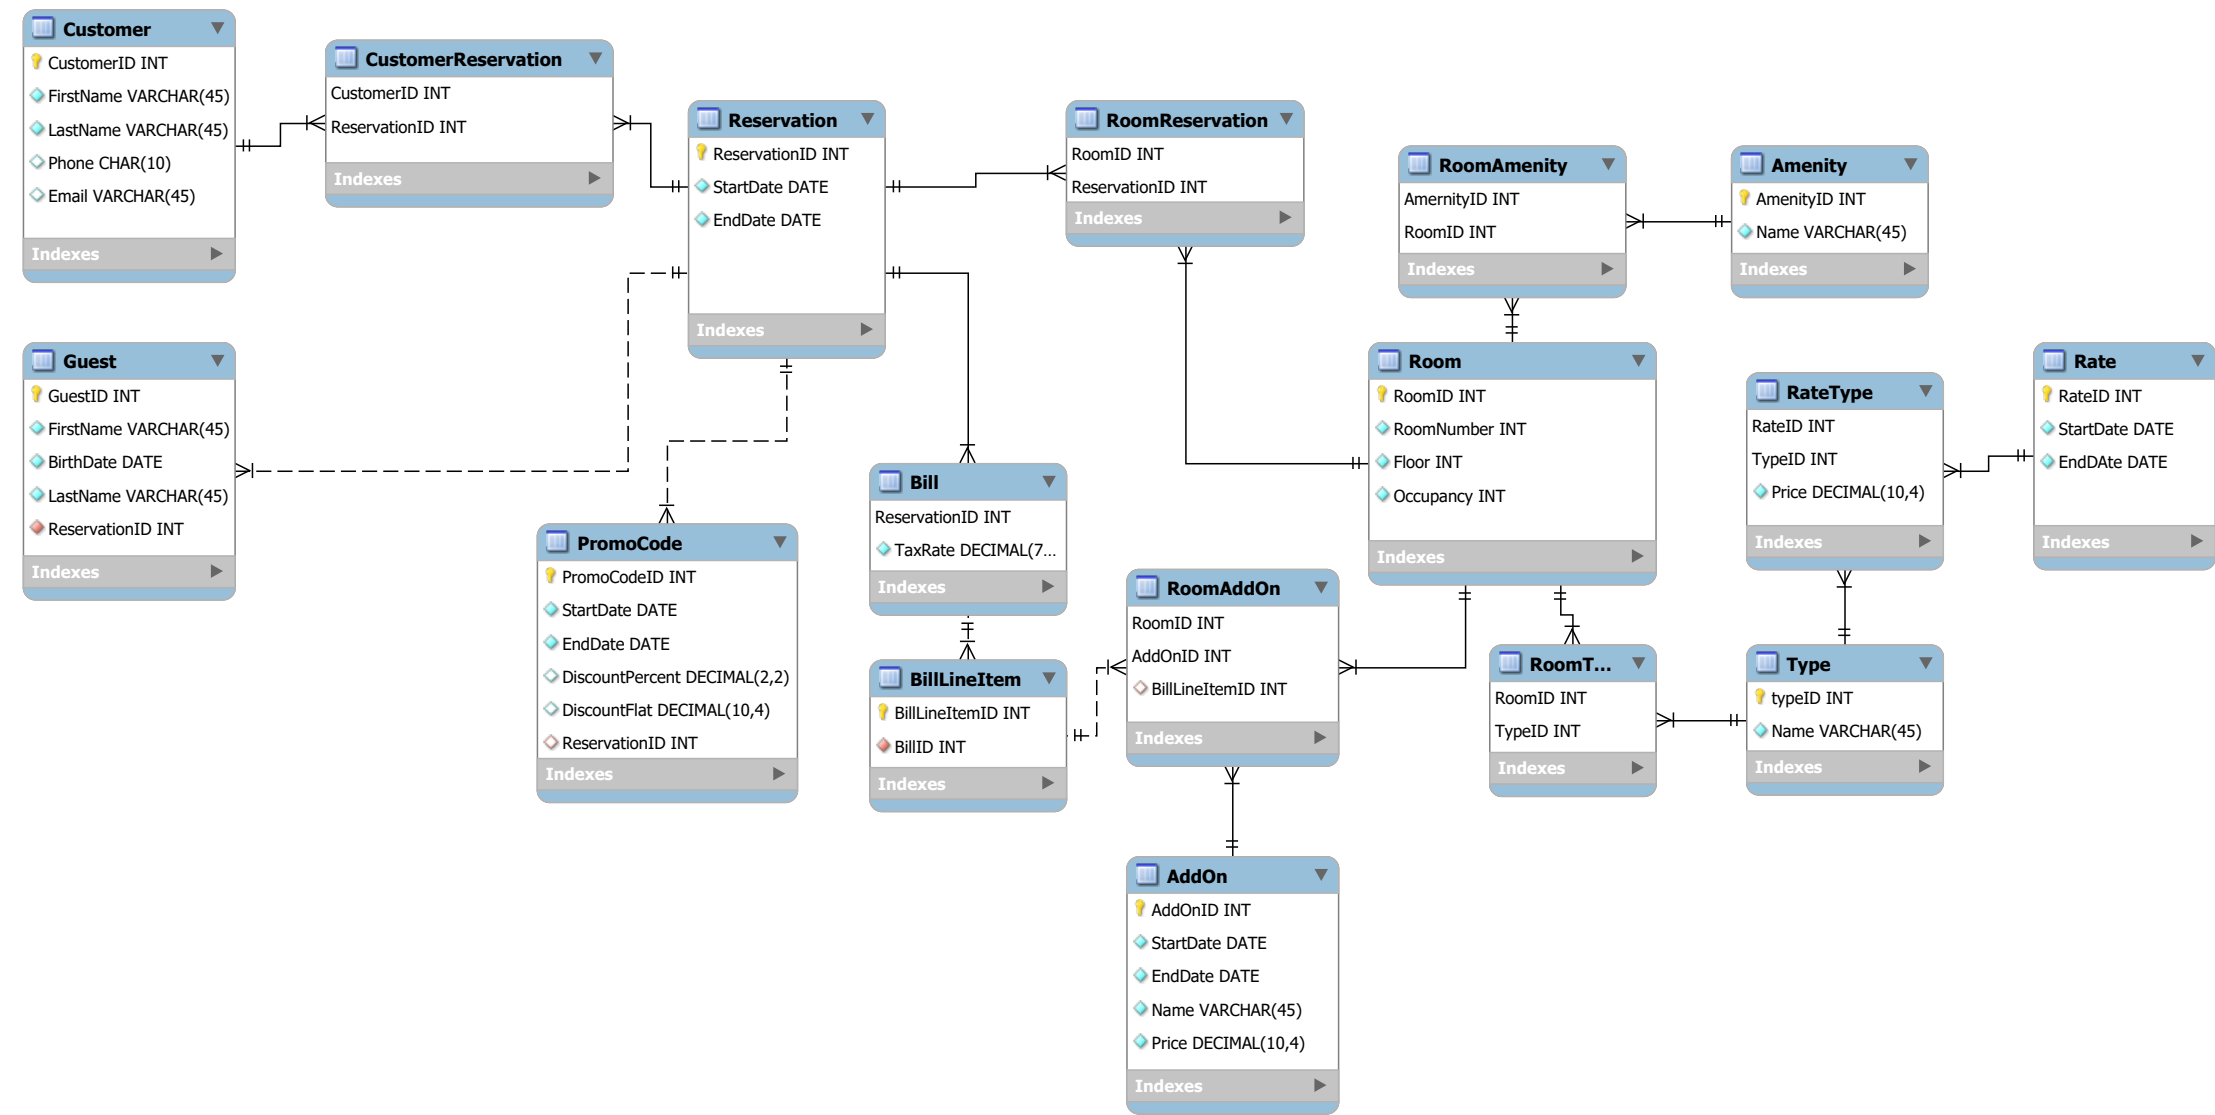 Customer
CustomerID INT
FirstName VARCHAR(45)
LastName VARCHAR(45)
Phone CHAR(10)
Email VARCHAR(45)
Indexes
CustomerReservation
CustomerID INT
ReservationID INT
Indexes
Reservation
ReservationID INT
StartDate DATE
EndDate DATE
Indexes
RoomReservation
RoomID INT
ReservationID INT
Indexes
RoomAmenity
AmernityID INT
RoomID INT
Indexes
Amenity
AmenityID INT
Name VARCHAR(45)
Indexes
Guest
GuestID INT
FirstName VARCHAR(45)
BirthDate DATE
LastName VARCHAR(45)
ReservationID INT
Indexes
PromoCode
PromoCodeID INT
StartDate DATE
EndDate DATE
DiscountPercent DECIMAL(2,2)
DiscountFlat DECIMAL(10,4)
ReservationID INT
Indexes
Bill
ReservationID INT
TaxRate DECIMAL(7...
Indexes
BillLineItem
BillLineItemID INT
BillID INT
Indexes
RoomAddOn
RoomID INT
AddOnID INT
BillLineItemID INT
Indexes
Room
RoomID INT
RoomNumber INT
Floor INT
Occupancy INT
Indexes
RateType
RateID INT
TypeID INT
Price DECIMAL(10,4)
Indexes
Rate
RateID INT
StartDate DATE
EndDAte DATE
Indexes
RoomT...
RoomID INT
TypeID INT
Indexes
Type
typeID INT
Name VARCHAR(45)
Indexes
AddOn
AddOnID INT
StartDate DATE
EndDate DATE
Name VARCHAR(45)
Price DECIMAL(10,4)
Indexes